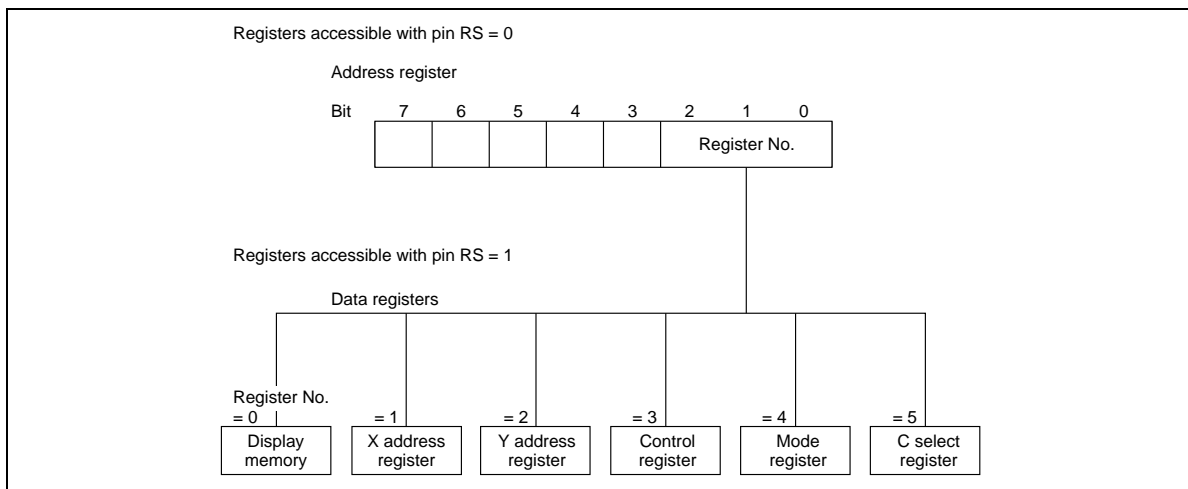 Registers accessible with pin RS = 0
Address register
Bit 7 6 5 4 3 2 1 0
Register No.
Registers accessible with pin RS = 1
Data registers
Register No.
= 0 = 1 = 2 = 3 = 4 = 5
Display memory
X address register
Y address register
Control register
Mode register
C select register